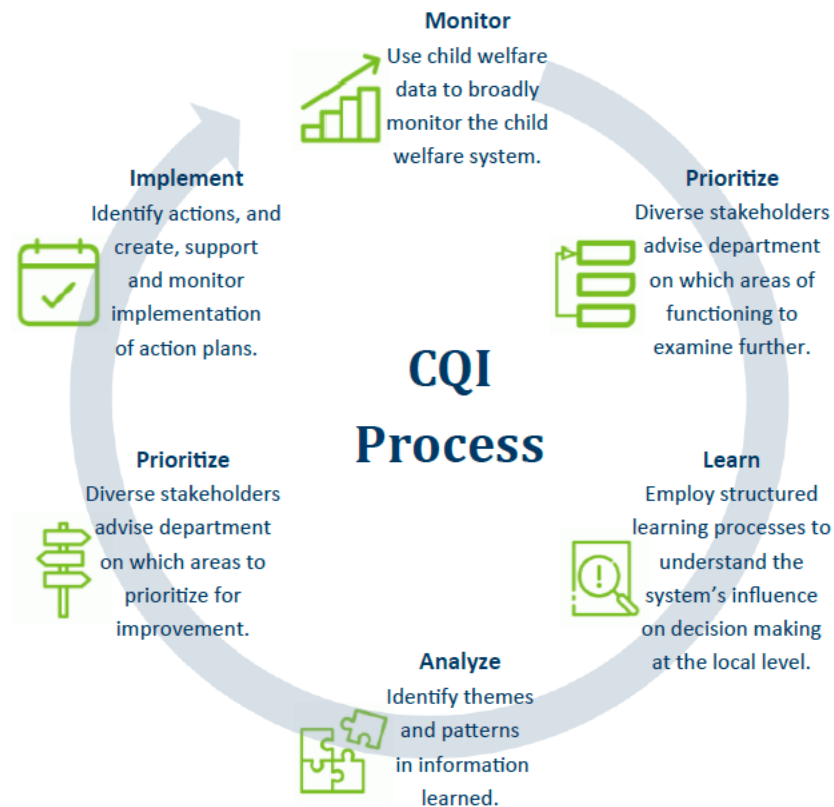 Monitor
Use child welfare
data to broadly
monitor the child
welfare system.
Prioritize
Diverse stakeholders
advise department
on which areas of
functioning to
examine further.
Learn
Employ structured
learning processes to
understand the
system’s influence
on decision making
at the local level.
Analyze
Identify themes
and patterns
in information
learned.
Prioritize
Diverse stakeholders
advise department
on which areas to
prioritize for
improvement.
Implement
Identify actions, and
create, support
and monitor
implementation
of action plans.
CQI
Process